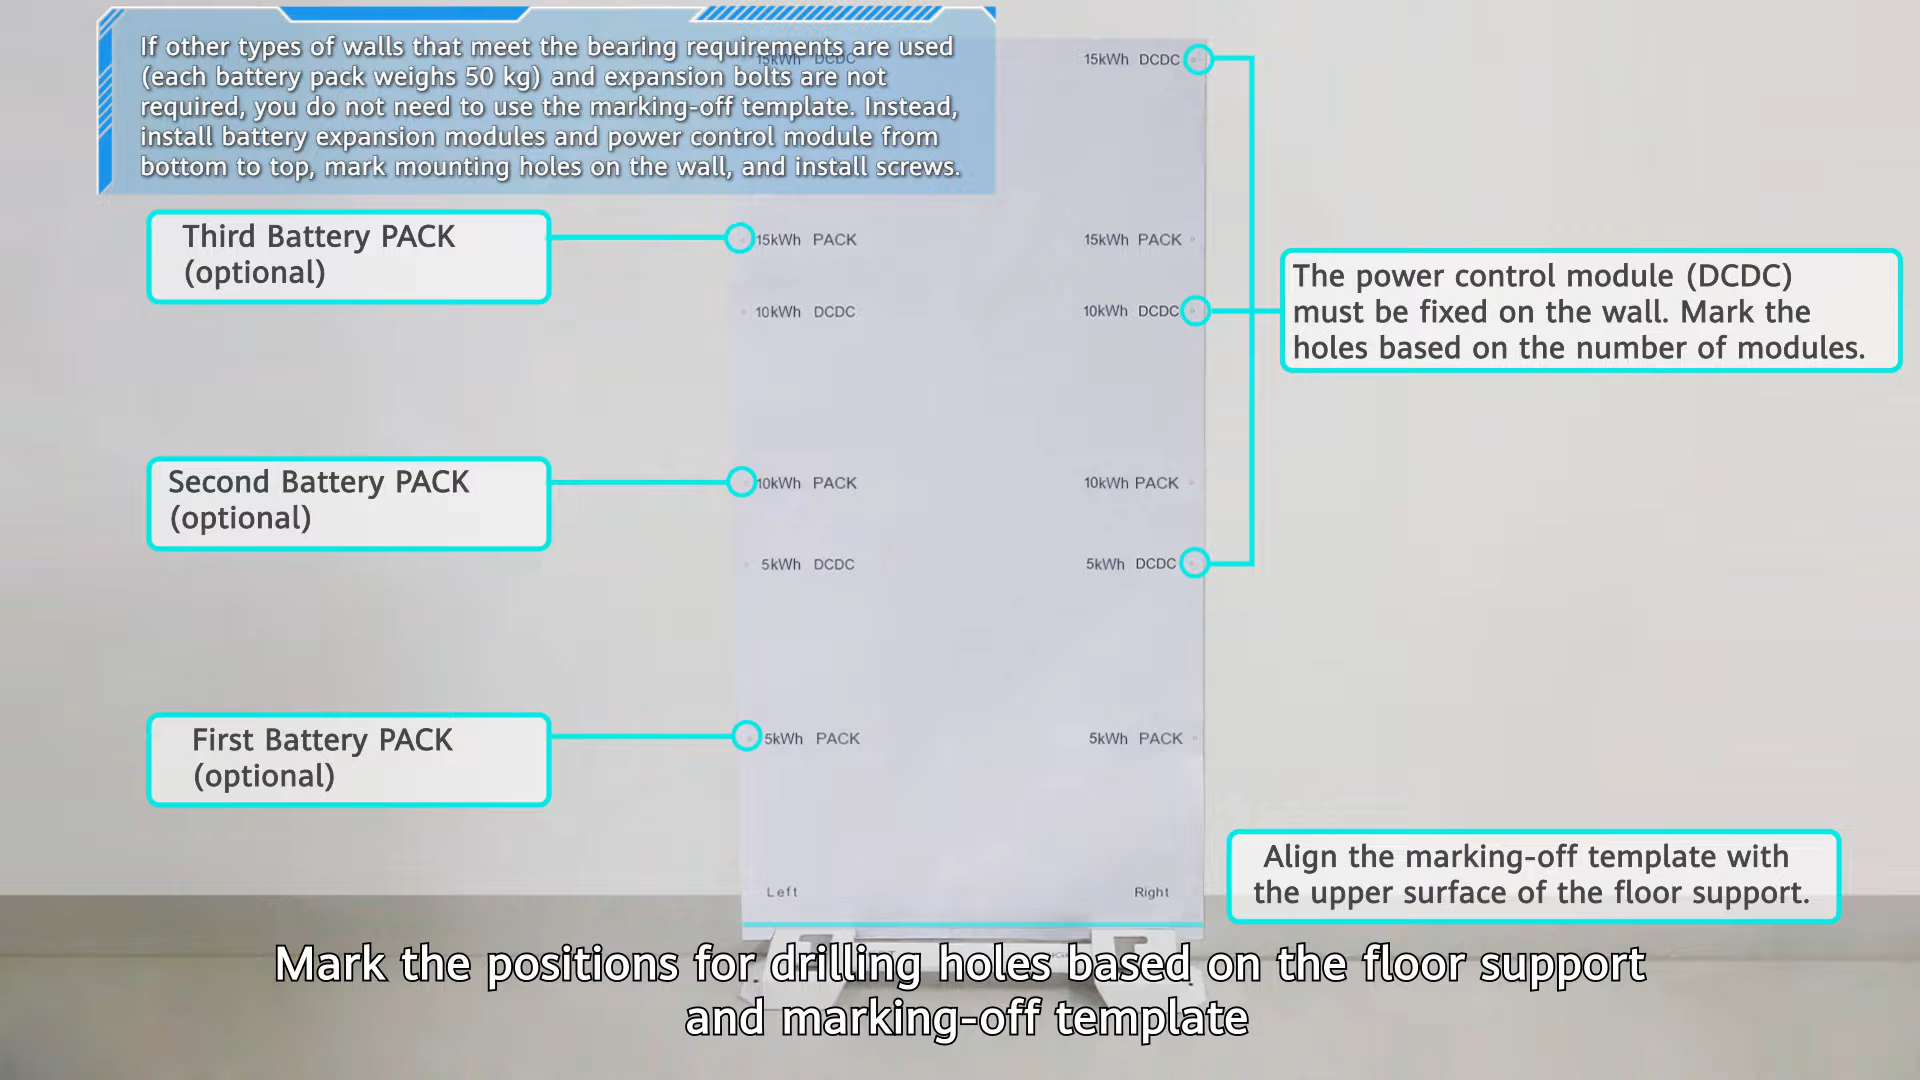 If other types of walls that meet the bearing requirements are used
(each battery pack weighs 50 kg) and expansion bolts are not
required, you do not need to use the marking-off template. Instead,
install battery expansion modules and power control module from
bottom to top, mark mounting holes on the wall, and install screws.
15kWh DCDC
15kWh DCDC
Third Battery PACK
(optional)
15kWh PACK
15kWh PACK
10kWh DCDC
10kWh DCDC
The power control module (DCDC)
must be fixed on the wall. Mark the
holes based on the number of modules.
Second Battery PACK
(optional)
10kWh PACK
10kWh PACK
5kWh DCDC
5kWh DCDC
First Battery PACK
(optional)
5kWh PACK
5kWh PACK
Align the marking-off template with
the upper surface of the floor support.
Left
Right
Mark the positions for drilling holes based on the floor support
and marking-off template